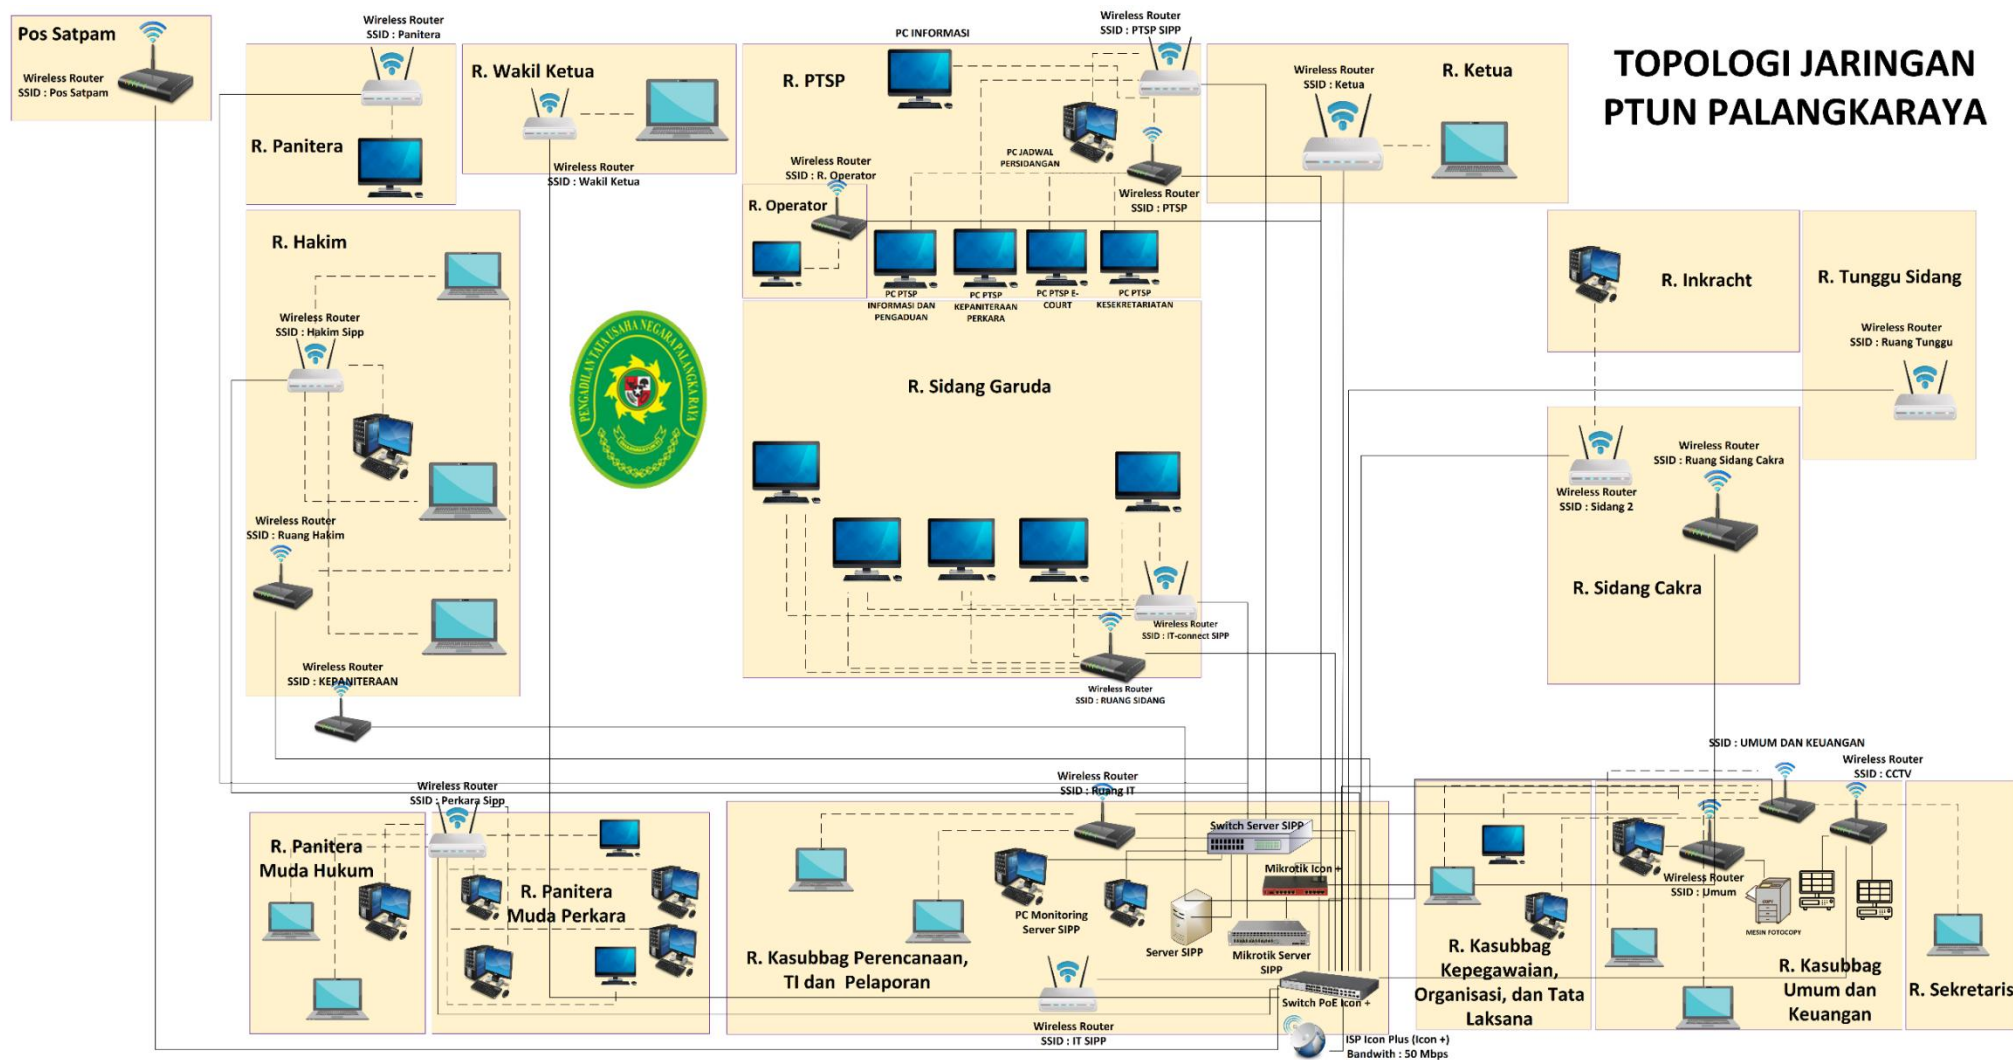 TOPOLOGI JARINGAN
PTUN PALANGKARAYA
Pos Satpam
Wireless Router
SSID : Pos Satpam
Wireless Router
SSID : Panitera
R. Panitera
R. Wakil Ketua
Wireless Router
SSID : Wakil Ketua
PC INFORMASI
R. PTSP
Wireless Router
SSID : PTSP SIPP
PC JADWAL
PERSIDANGAN
Wireless Router
SSID : PTSP
Wireless Router
SSID : R. Operator
R. Operator
PC PTSP
INFORMASI DAN
PENGADUAN
PC PTSP
KEPANITERAAN
PERKARA
PC PTSP E-
COURT
PC PTSP
KESEKRETARIATAN
R. Ketua
Wireless Router
SSID : Ketua
R. Hakim
Wireless Router
SSID : Hakim Sipp
Wireless Router
SSID : Ruang Hakim
Wireless Router
SSID : KEPANITERAAN
PENGADILAN TATA USAHA NEGARA PALANGKA RAYA
R. Sidang Garuda
Wireless Router
SSID : IT-connect SIPP
Wireless Router
SSID : RUANG SIDANG
R. Inkracht
R. Tunggu Sidang
Wireless Router
SSID : Ruang Tunggu
Wireless Router
SSID : Ruang Sidang Cakra
Wireless Router
SSID : Sidang 2
R. Sidang Cakra
Wireless Router
SSID : Perkara Sipp
R. Panitera
Muda Hukum
R. Panitera
Muda Perkara
Wireless Router
SSID : Ruang IT
Switch Server SIPP
Mikrotik Icon +
PC Monitoring
Server SIPP
Server SIPP
Mikrotik Server
SIPP
R. Kasubbag Perencanaan,
TI dan Pelaporan
Switch PoE Icon +
Wireless Router
SSID : IT SIPP
ISP Icon Plus (Icon +)
Bandwith : 50 Mbps
SSID : UMUM DAN KEUANGAN
Wireless Router
SSID : CCTV
Wireless Router
SSID : Umum
COPY
MESIN FOTOCOPY
R. Kasubbag
Kepegawaian,
Organisasi, dan Tata
Laksana
R. Kasubbag
Umum dan
Keuangan
R. Sekretaris